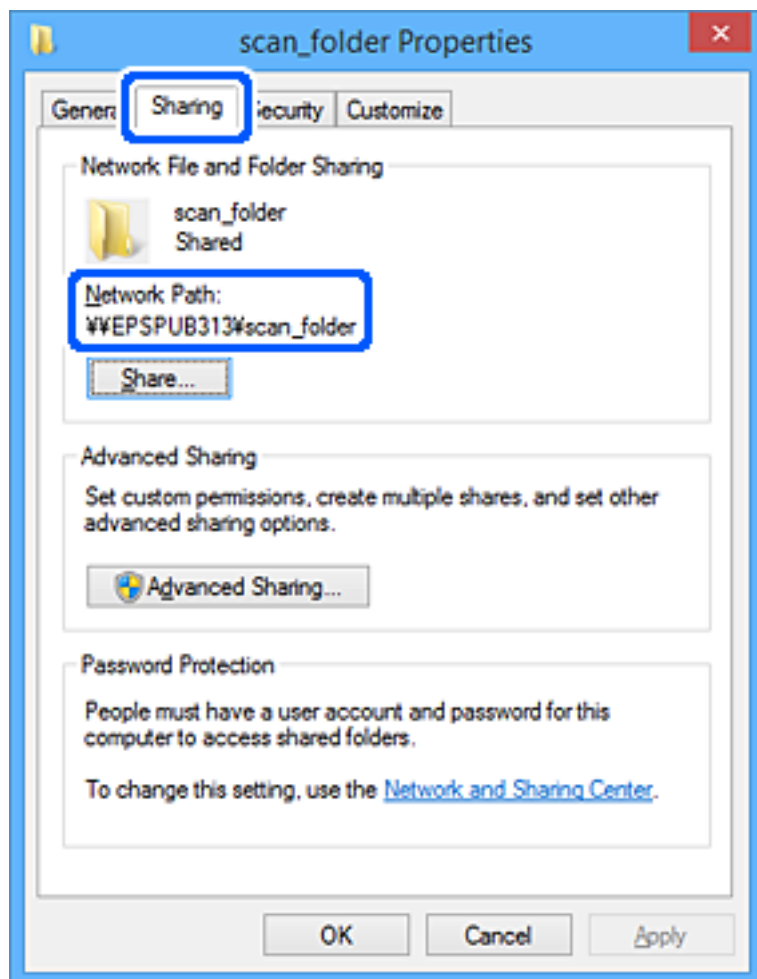 scan_folder Properties
Sharing Customize
Network File and Folder Sharing
scan_folder
Shared
Network Path:
¥¥EPSPUB313¥scan_folder
Share...
Advanced Sharing
Set custom permissions, create multiple shares, and set other
advanced sharing options.
Advanced Sharing...
Password Protection
People must have a user account and password for this
computer to access shared folders.
To change this setting, use the Network and Sharing Center.
OK Cancel Apply